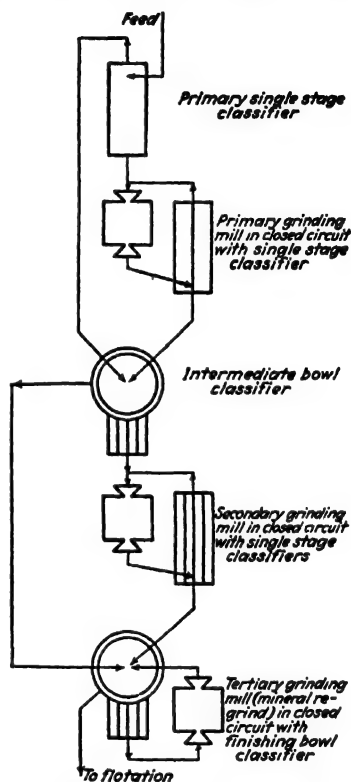 Feed
Primary single stage
classifier
Primary grinding
mill in closed circuit
with single stage
classifier
Intermediate bowl
classifier
Secondary grinding
mill in closed circuit
with single stage
classifiers
Tertiary grinding
mill (mineral re-
grind) in closed
circuit with
finishing bowl
classifier
To flotation